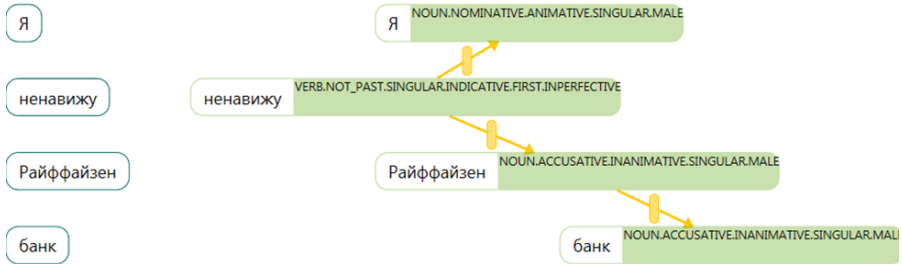 Я Я NOUN.NOMINATIVE.ANIMATIVE.SINGULAR.MALE
ненавижу ненавижу VERB.NOT_PAST.SINGULAR.INDICATIVE.FIRST.INPERFECTIVE
Райффайзен Райффайзен NOUN.ACCUSATIVE.INANIMATIVE.SINGULAR.MALE
банк банк NOUN.ACCUSATIVE.INANIMATIVE.SINGULAR.MALE